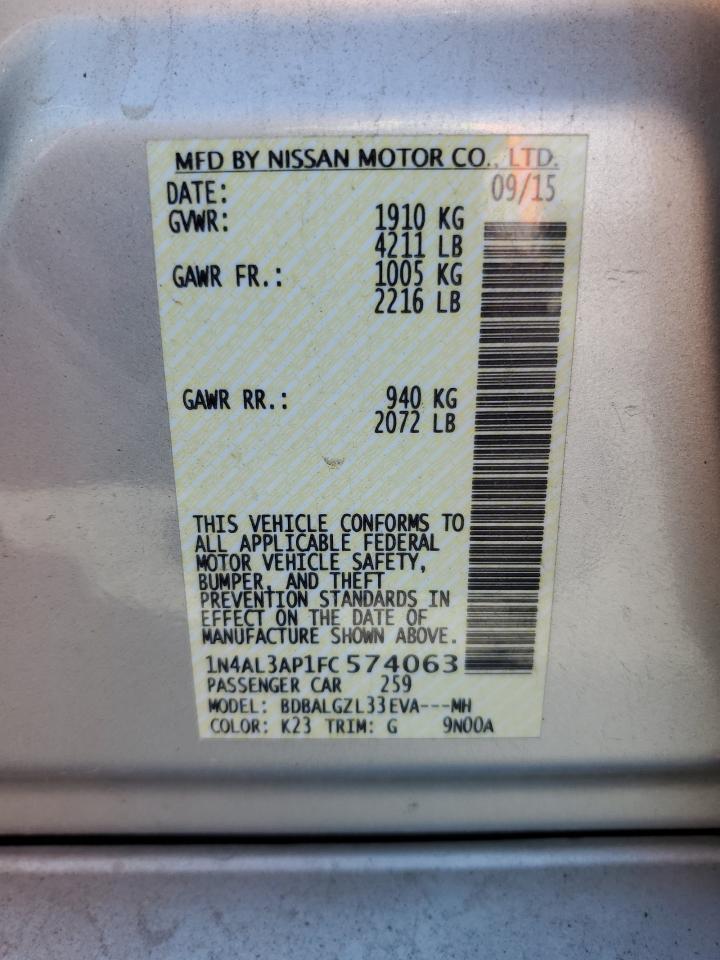 MFD BY NISSAN MOTOR CO., LTD.
DATE: 09/15
GVWR: 1910 KG
4211 LB
GAWR FR.: 1005 KG
2216 LB
GAWR RR.: 940 KG
2072 LB
THIS VEHICLE CONFORMS TO
ALL APPLICABLE FEDERAL
MOTOR VEHICLE SAFETY,
BUMPER, AND THEFT
PREVENTION STANDARDS IN
EFFECT ON THE DATE OF
MANUFACTURE SHOWN ABOVE.
1N4AL3AP1FC 574063
PASSENGER CAR 259
MODEL: BDBALGZL33EVA---MH
COLOR: K23 TRIM: G 9N00A